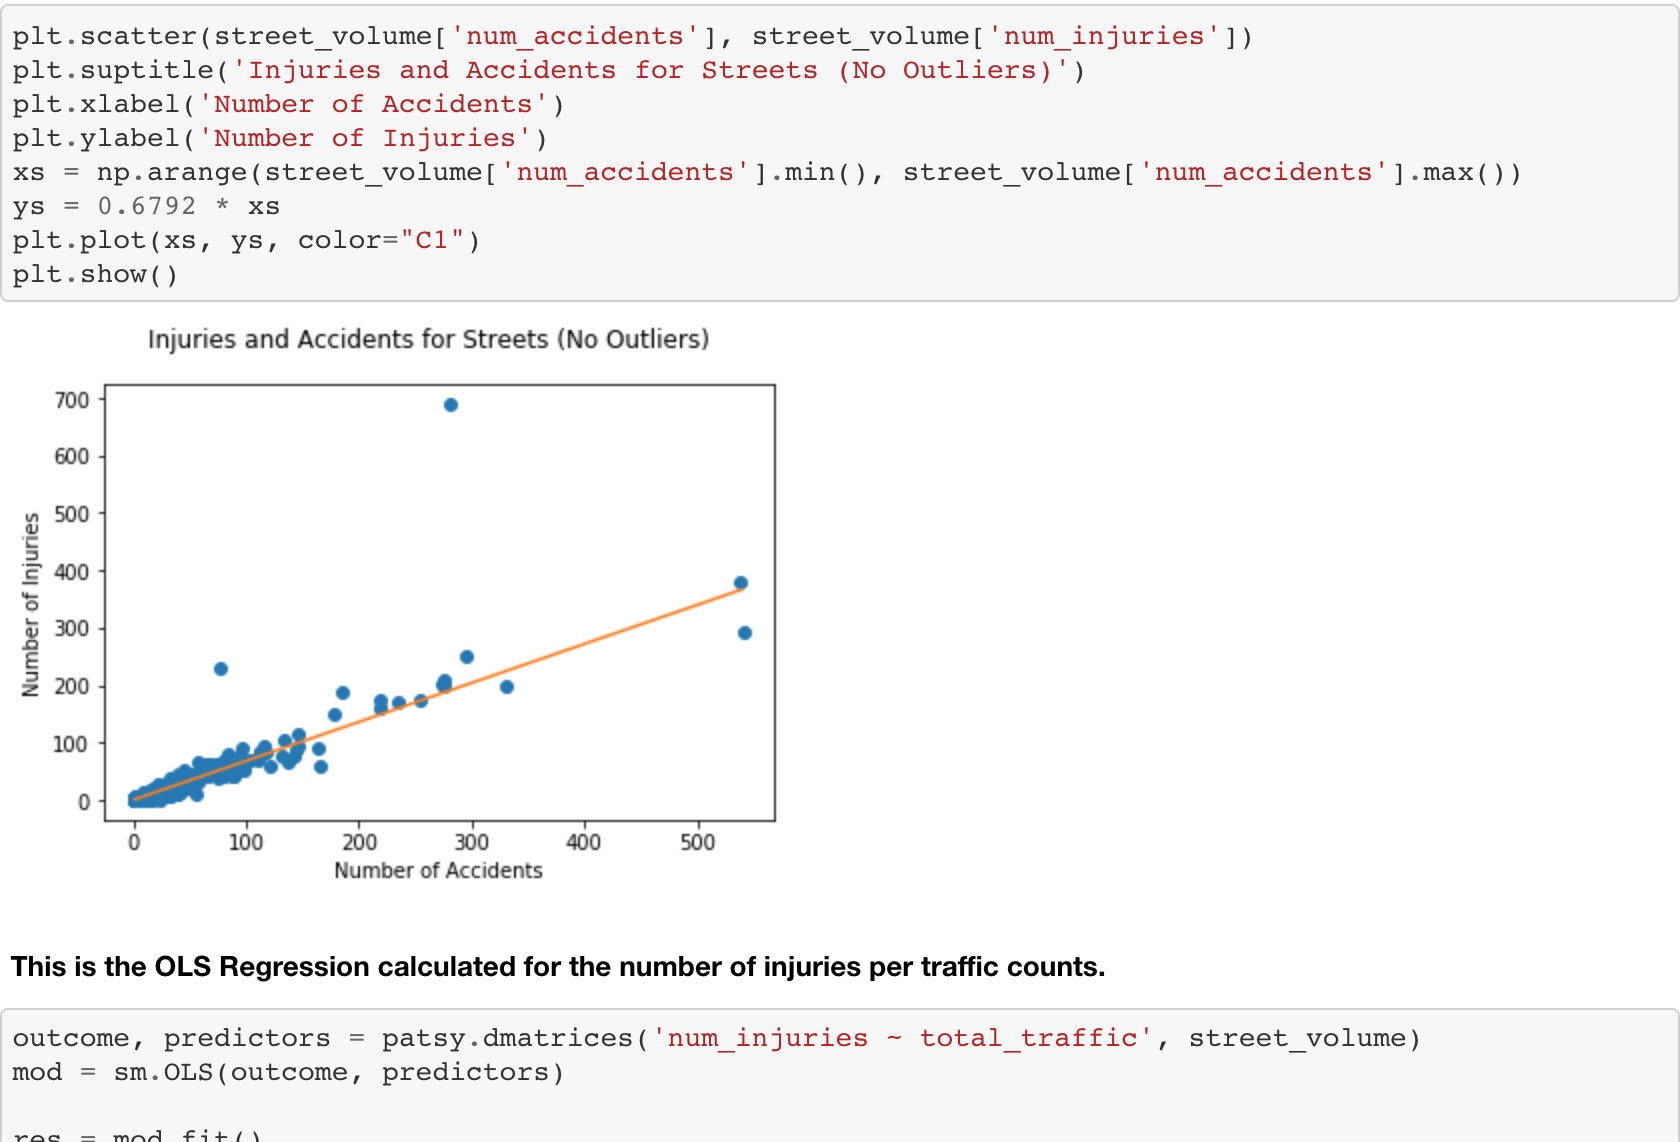 plt.scatter(street_volume['num_accidents'], street_volume['num_injuries'])
plt.suptitle('Injuries and Accidents for Streets (No Outliers)')
plt.xlabel('Number of Accidents')
plt.ylabel('Number of Injuries')
xs = np.arange(street_volume['num_accidents'].min(), street_volume['num_accidents'].max())
ys = 0.6792 * xs
plt.plot(xs, ys, color="C1")
plt.show()
Injuries and Accidents for Streets (No Outliers)
700
600
500
400
300
200
100
0
Number of Injuries
0 100 200 300 400 500
Number of Accidents
This is the OLS Regression calculated for the number of injuries per traffic counts.
outcome, predictors = patsy.dmatrices('num_injuries ~ total_traffic', street_volume)
mod = sm.OLS(outcome, predictors)
res = mod.fit()